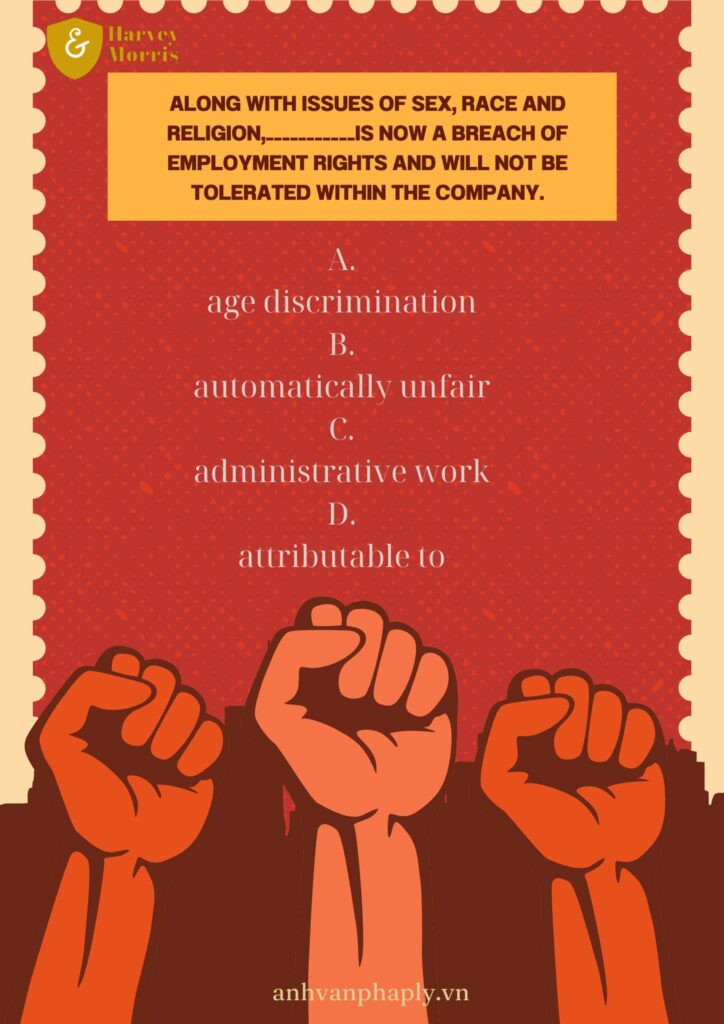 &
Harvey
Morris
ALONG WITH ISSUES OF SEX, RACE AND
RELIGION,___________IS NOW A BREACH OF
EMPLOYMENT RIGHTS AND WILL NOT BE
TOLERATED WITHIN THE COMPANY.
A.
age discrimination
B.
automatically unfair
C.
administrative work
D.
attributable to
anhvanphaply.vn